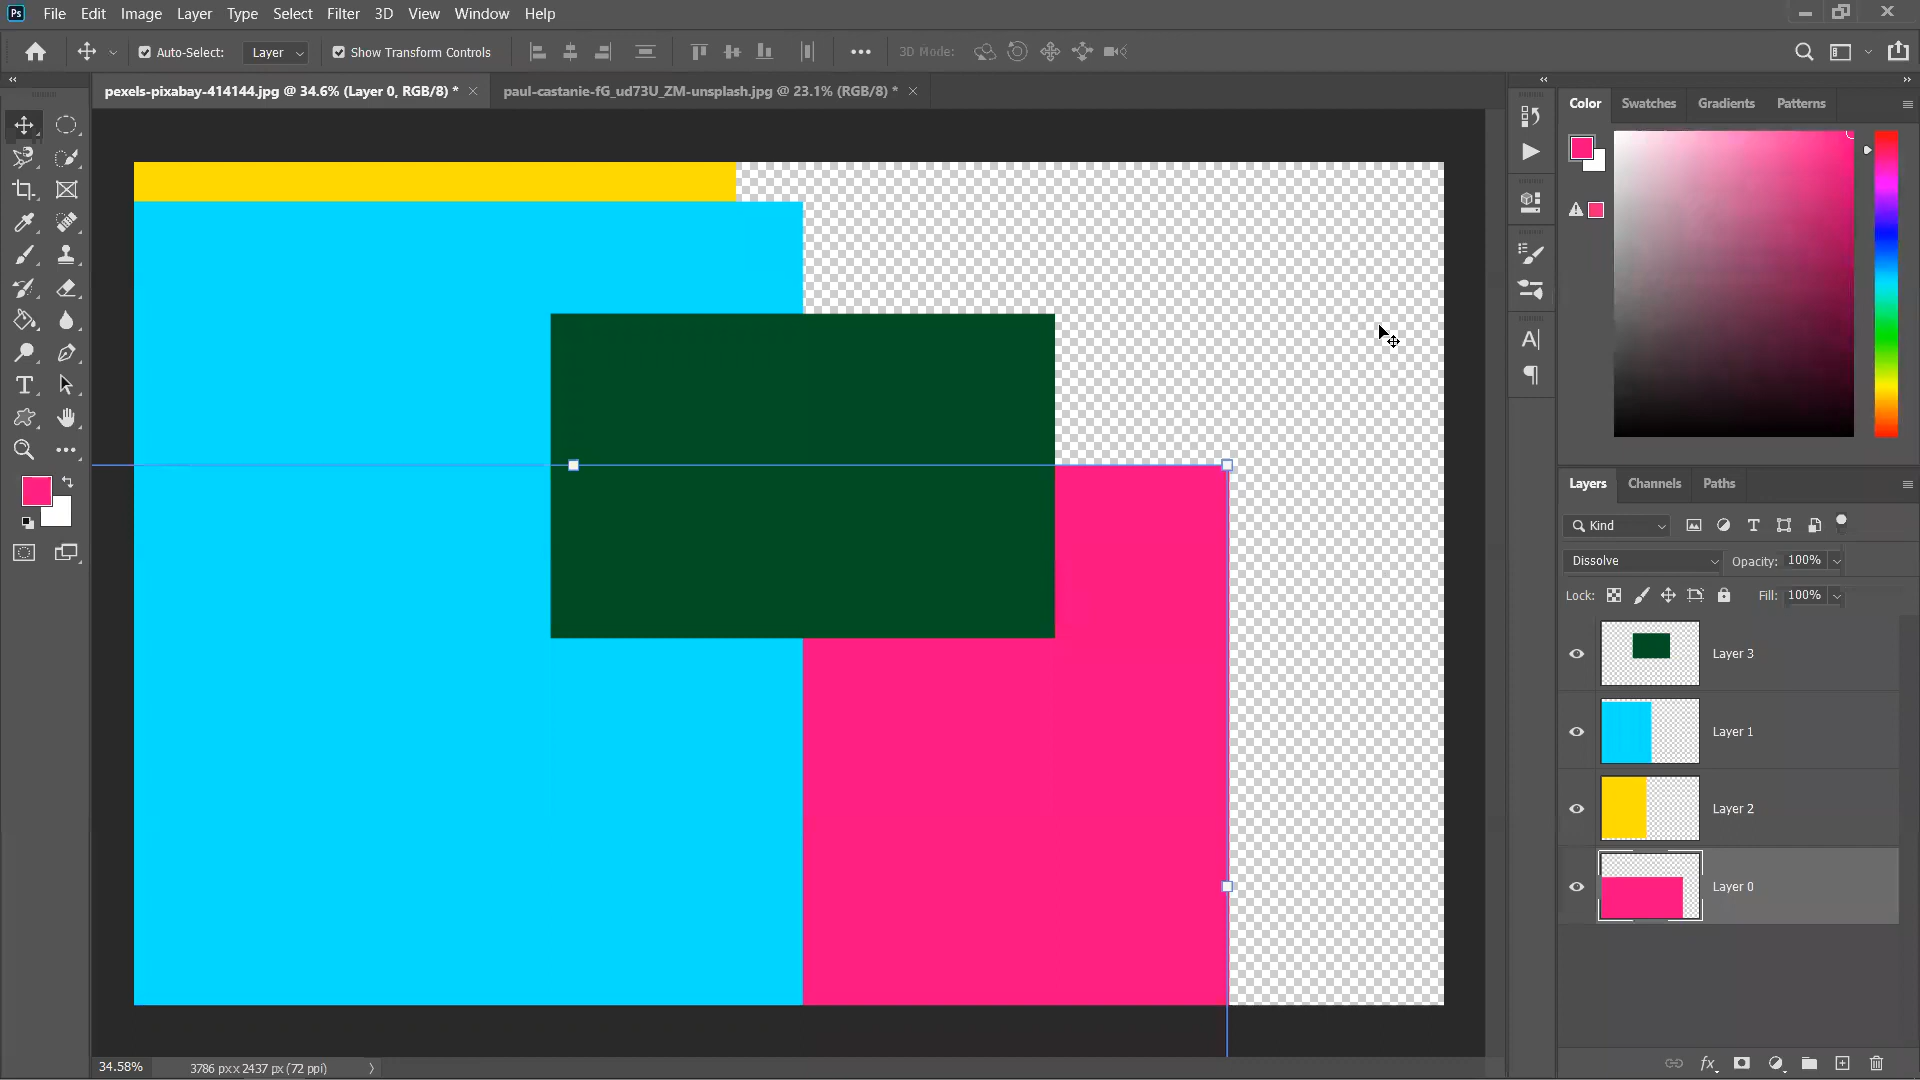 Ps File Edit Image Layer Type Select Filter 3D View Window Help
Auto-Select: Layer Show Transform Controls 3D Mode:
pexels-pixabay-414144.jpg @ 34.6% (Layer 0, RGB/8) * paul-castanie-fG_ud73U_ZM-unsplash.jpg @ 23.1% (RGB/8) *
Color Swatches Gradients Patterns
Layers Channels Paths
Kind
Dissolve Opacity: 100%
Lock: Fill: 100%
Layer 3
Layer 1
Layer 2
Layer 0
fx
34.58% 3786 px x 2437 px (72 ppi)